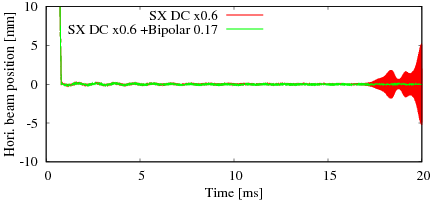 SX DC x0.6
SX DC x0.6 +Bipolar 0.17
10
5
0
-5
-10
0
5
10
15
20
Hori. beam position [mm]
Time [ms]